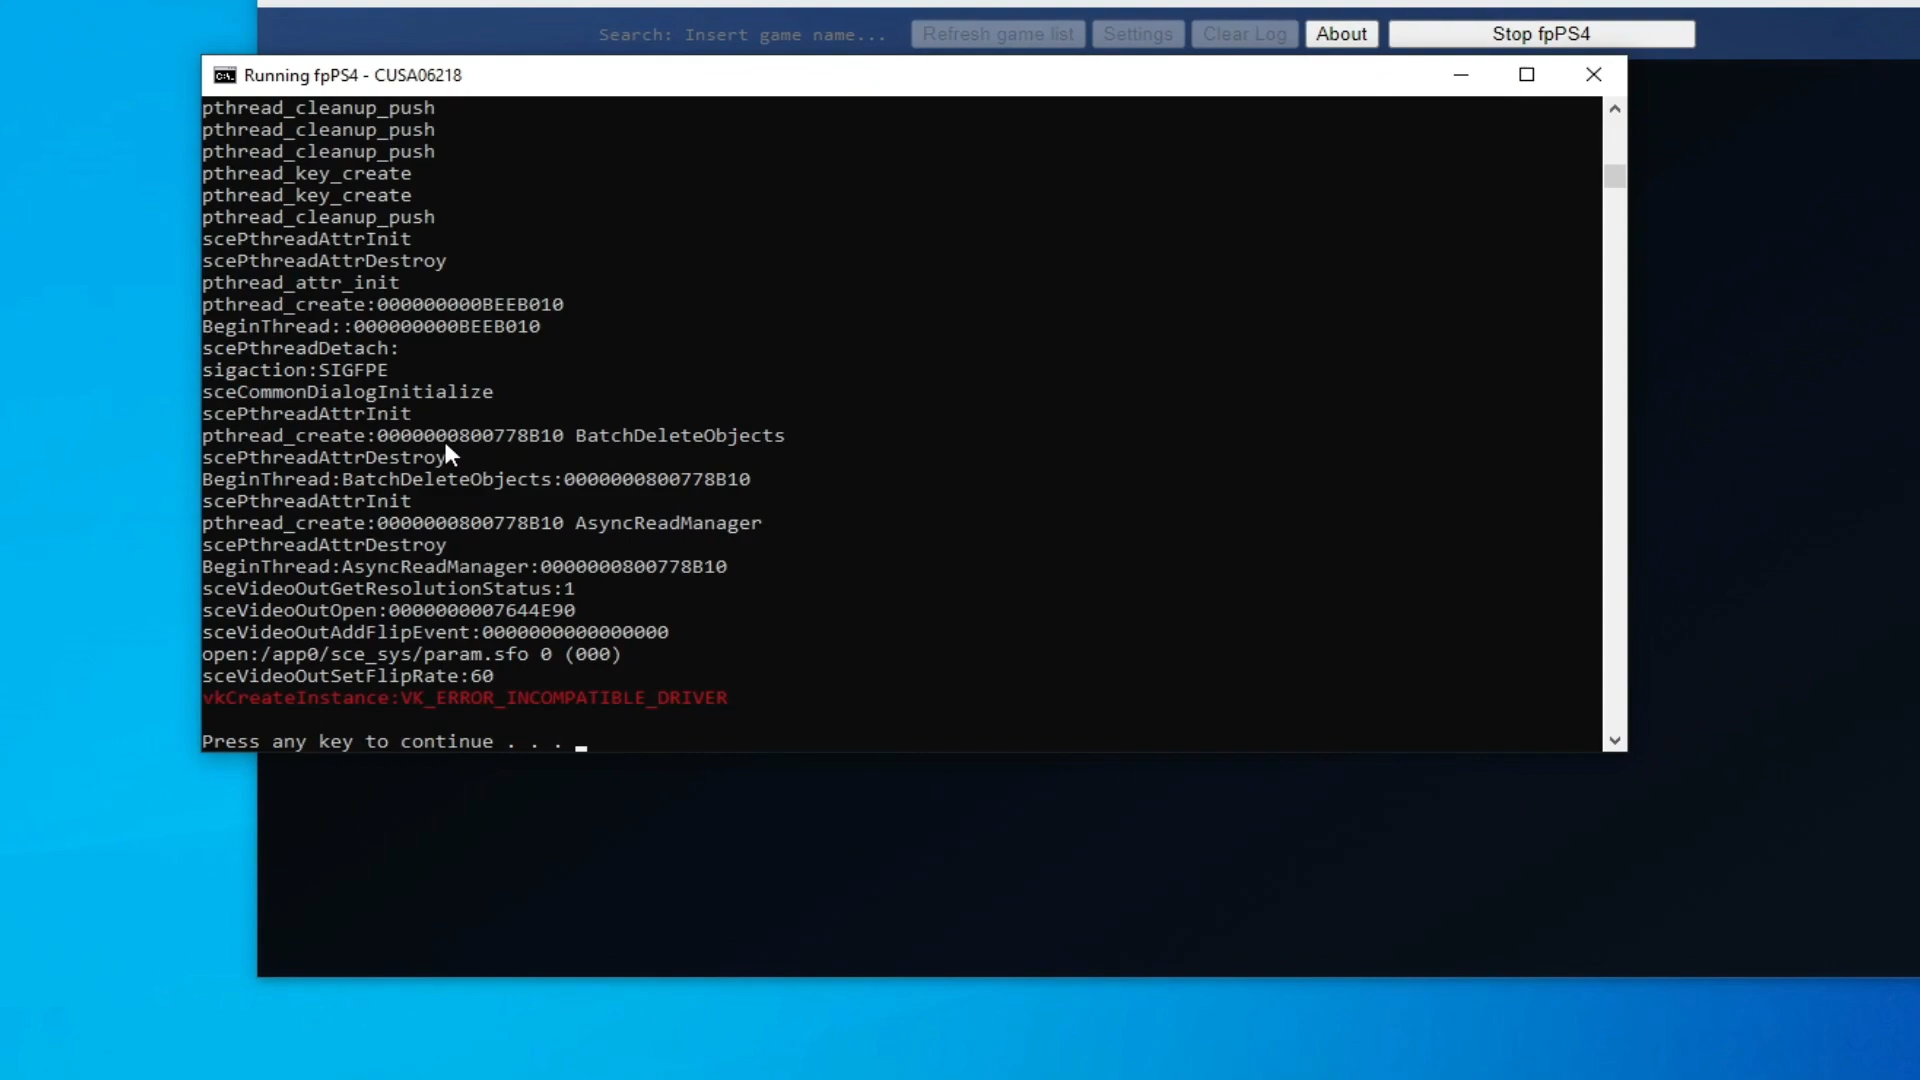 Search: Insert game name...
Refresh game list
Settings
Clear Log
About
Stop fpPS4
Running fpPS4 - CUSA06218
pthread_cleanup_push
pthread_cleanup_push
pthread_cleanup_push
pthread_key_create
pthread_key_create
pthread_cleanup_push
scePthreadAttrInit
scePthreadAttrDestroy
pthread_attr_init
pthread_create:000000000BEEB010
BeginThread::000000000BEEB010
scePthreadDetach:
sigaction:SIGFPE
sceCommonDialogInitialize
scePthreadAttrInit
pthread_create:0000000800778B10 BatchDeleteObjects
scePthreadAttrDestroy
BeginThread:BatchDeleteObjects:0000000800778B10
scePthreadAttrInit
pthread_create:0000000800778B10 AsyncReadManager
scePthreadAttrDestroy
BeginThread:AsyncReadManager:0000000800778B10
sceVideoOutGetResolutionStatus:1
sceVideoOutOpen:0000000007644E90
sceVideoOutAddFlipEvent:0000000000000000
open:/app0/sce_sys/param.sfo 0 (000)
sceVideoOutSetFlipRate:60
vkCreateInstance:VK_ERROR_INCOMPATIBLE_DRIVER
Press any key to continue . . .